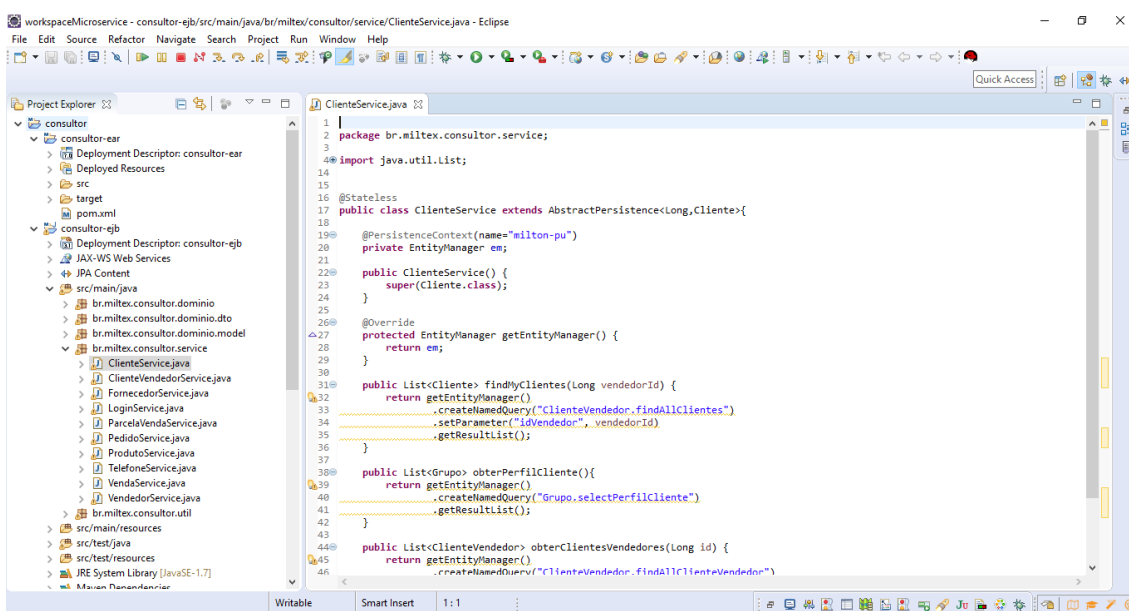 workspaceMicroservice - consultor-ejb/src/main/java/br/miltex/consultor/service/ClienteService.java - Eclipse
File Edit Source Refactor Navigate Search Project Run Window Help
Quick Access
Project Explorer
consultor
consultor-ear
Deployment Descriptor: consultor-ear
Deployed Resources
src
target
pom.xml
consultor-ejb
Deployment Descriptor: consultor-ejb
JAX-WS Web Services
JPA Content
src/main/java
br.miltex.consultor.dominio
br.miltex.consultor.dominio.dto
br.miltex.consultor.dominio.model
br.miltex.consultor.service
ClienteService.java
ClienteVendedorService.java
FornecedorService.java
LoginService.java
ParcelaVendaService.java
PedidoService.java
ProdutoService.java
TelefoneService.java
VendaService.java
VendedorService.java
br.miltex.consultor.util
src/main/resources
src/test/java
src/test/resources
JRE System Library [JavaSE-1.7]
Maven Dependencies
ClienteService.java
1
2 package br.miltex.consultor.service;
3
4 import java.util.List;
14
15
16 @Stateless
17 public class ClienteService extends AbstractPersistence<Long,Cliente>{
18
19 @PersistenceContext(name="milton-pu")
20 private EntityManager em;
21
22 public ClienteService() {
23 super(Cliente.class);
24 }
25
26 @Override
27 protected EntityManager getEntityManager() {
28 return em;
29 }
30
31 public List<Cliente> findMyClientes(Long vendedorId) {
32 return getEntityManager()
33 .createNamedQuery("ClienteVendedor.findAllClientes")
34 .setParameter("idVendedor", vendedorId)
35 .getResultList();
36 }
37
38 public List<Grupo> obterPerfilCliente(){
39 return getEntityManager()
40 .createNamedQuery("Grupo.selectPerfilCliente")
41 .getResultList();
42 }
43
44 public List<ClienteVendedor> obterClientesVendedores(Long id) {
45 return getEntityManager()
46 .createNamedQuery("ClienteVendedor.findAllClienteVendedor")
Writable Smart Insert 1 : 1